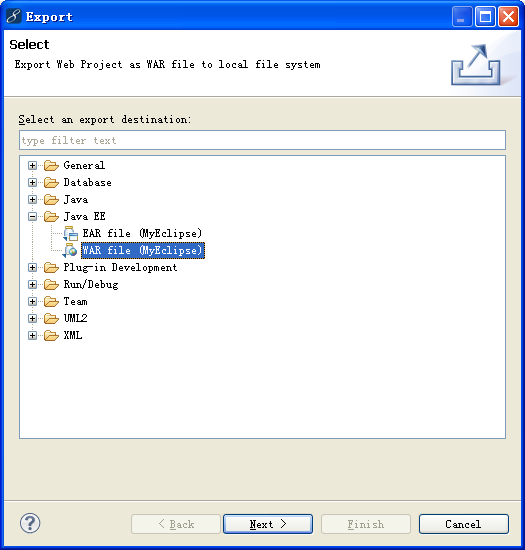 Export
Select
Export Web Project as WAR file to local file system
Select an export destination:
type filter text
General
Database
Java
Java EE
EAR file (MyEclipse)
WAR file (MyEclipse)
Plug-in Development
Run/Debug
Team
UML2
XML
? < Back Next > Finish Cancel